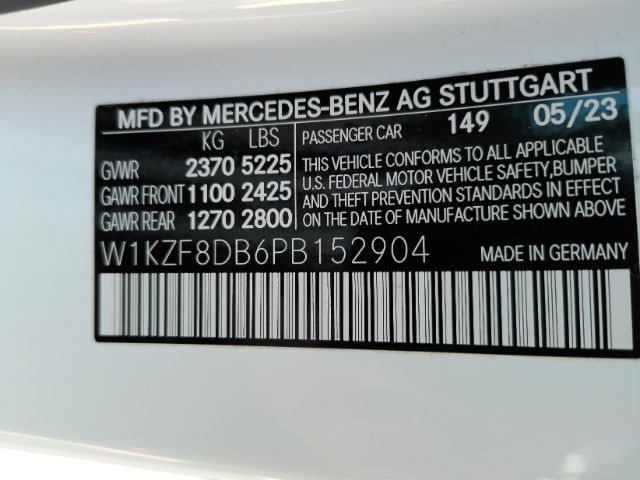 MFD BY MERCEDES-BENZ AG STUTTGART
KG LBS
GVWR 2370 5225
GAWR FRONT 1100 2425
GAWR REAR 1270 2800
PASSENGER CAR 149 05/23
THIS VEHICLE CONFORMS TO ALL APPLICABLE
U.S. FEDERAL MOTOR VEHICLE SAFETY,BUMPER
AND THEFT PREVENTION STANDARDS IN EFFECT
ON THE DATE OF MANUFACTURE SHOWN ABOVE
W1KZF8DB6PB152904 MADE IN GERMANY